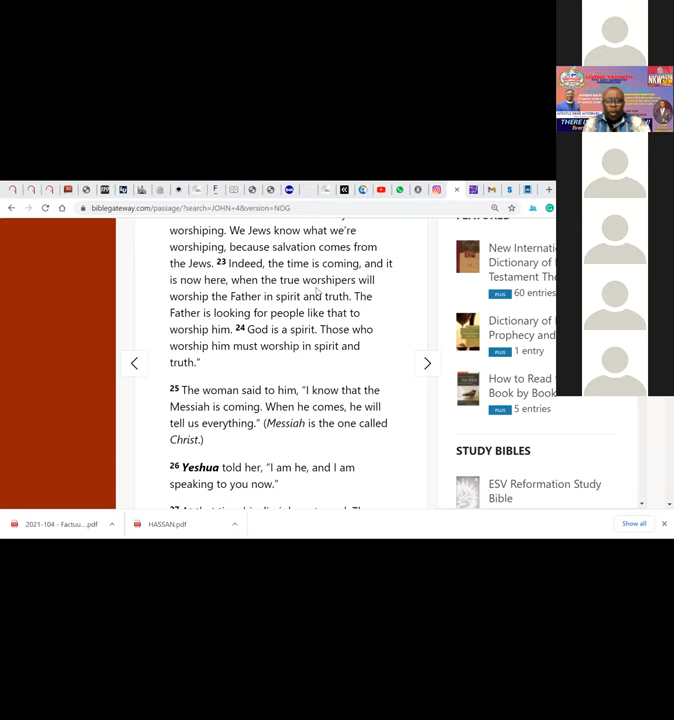 LIVING YAHWEH
THERE I
biblegateway.com/passage/?search=JOHN+4&version=NOG
worshiping. We Jews know what we’re
worshiping, because salvation comes from
the Jews. 23 Indeed, the time is coming, and it
is now here, when the true worshipers will
worship the Father in spirit and truth. The
Father is looking for people like that to
worship him. 24 God is a spirit. Those who
worship him must worship in spirit and
truth.”
25 The woman said to him, “I know that the
Messiah is coming. When he comes, he will
tell us everything.” (Messiah is the one called
Christ.)
26 Yeshua told her, “I am he, and I am
speaking to you now.”
New Internatio
Dictionary of
Testament The
PLUS 60 entries
Dictionary of
Prophecy and
PLUS 1 entry
How to Read
Book by Book
PLUS 5 entries
STUDY BIBLES
ESV Reformation Study
Bible
2021-104 - Factuu....pdf
HASSAN.pdf
Show all